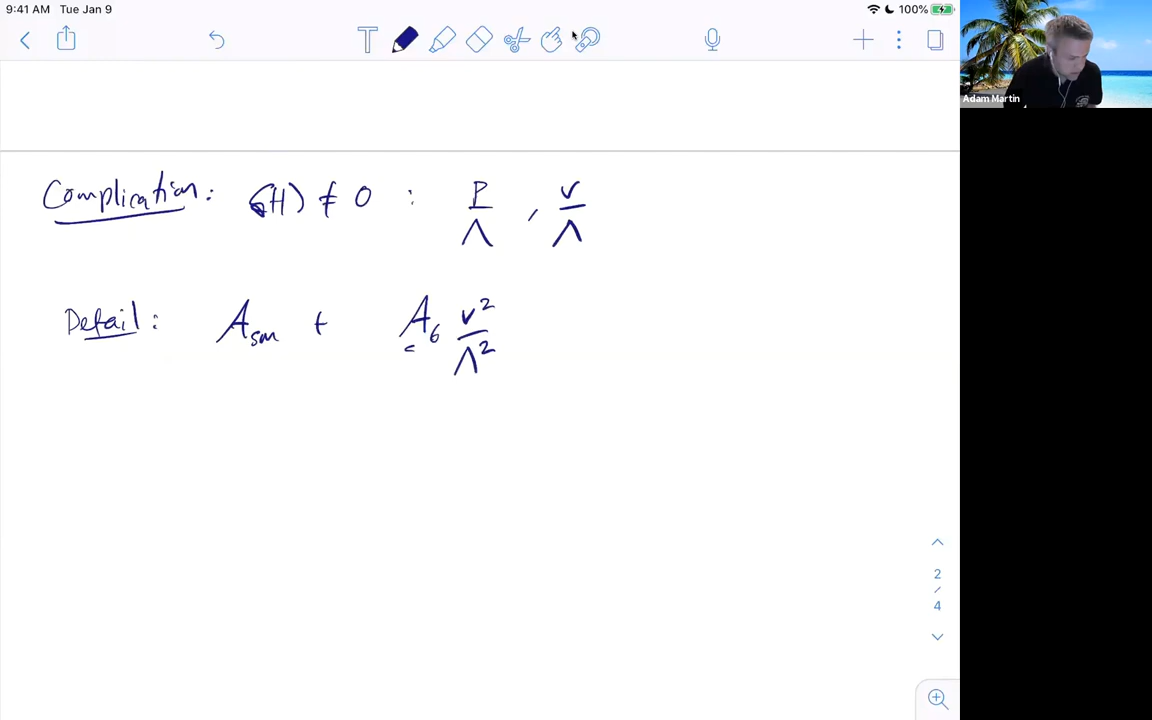 9:41 AM Tue Jan 9 100%
Adam Martin
Complication: ⟨H⟩ ≠ 0 : P/Λ , v/Λ
Detail: A_SM + A_6 v²/Λ²
2
/
4